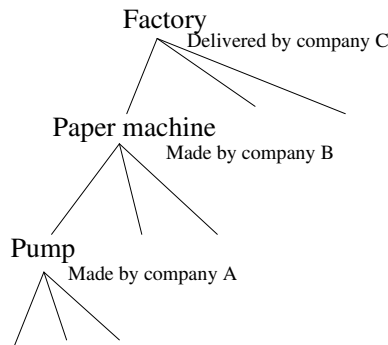 Factory
Delivered by company C
Paper machine
Made by company B
Pump
Made by company A